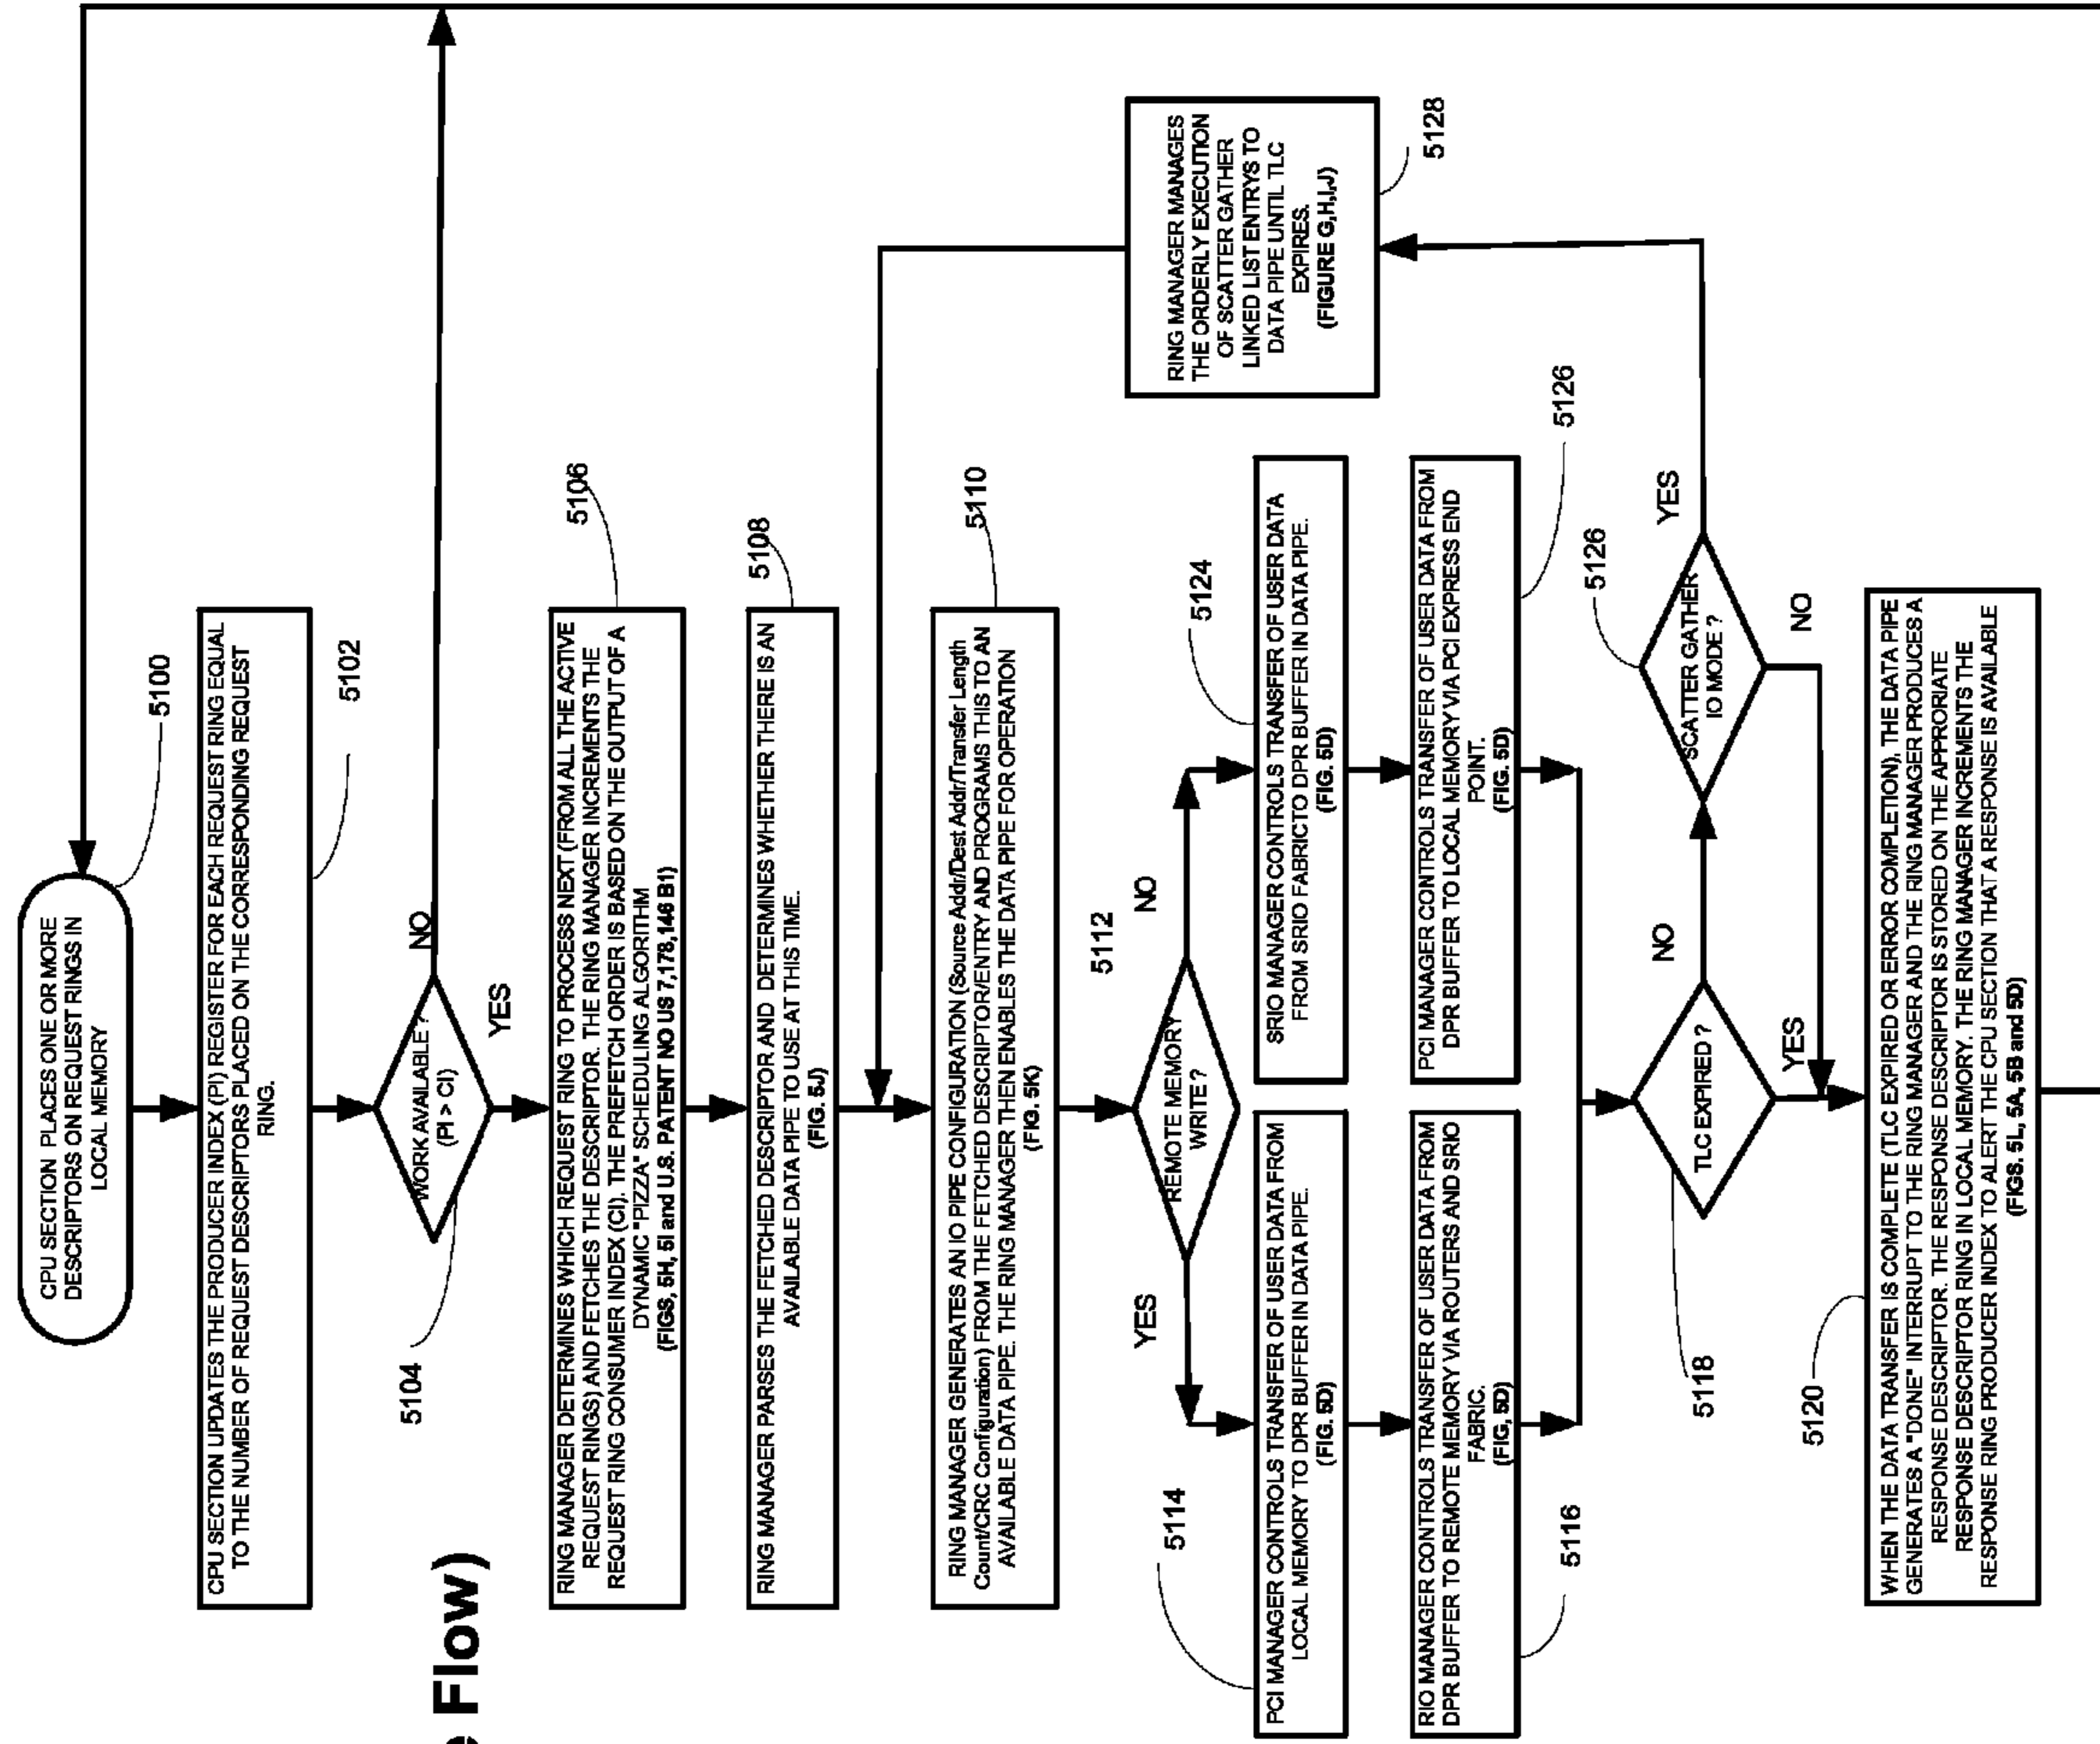 CPU SECTION PLACES ONE OR MORE
DESCRIPTORS ON REQUEST RINGS IN
LOCAL MEMORY
5100
CPU SECTION UPDATES THE PRODUCER INDEX (PI) REGISTER FOR EACH REQUEST RING EQUAL
TO THE NUMBER OF REQUEST DESCRIPTORS PLACED ON THE CORRESPONDING REQUEST
RING.
5102
WORK AVAILABLE ?
(PI > CI)
NO
YES
5104
e Flow)
RING MANAGER DETERMINES WHICH REQUEST RING TO PROCESS NEXT (FROM ALL THE ACTIVE
REQUEST RINGS) AND FETCHES THE DESCRIPTOR. THE RING MANAGER INCREMENTS THE
REQUEST RING CONSUMER INDEX (CI). THE PREFETCH ORDER IS BASED ON THE OUTPUT OF A
DYNAMIC "PIZZA" SCHEDULING ALGORITHM
(FIGS, 5H, 5I and U.S. PATENT NO US 7,178,146 B1)
5106
RING MANAGER PARSES THE FETCHED DESCRIPTOR AND DETERMINES WHETHER THERE IS AN
AVAILABLE DATA PIPE TO USE AT THIS TIME.
(FIG. 5J)
5108
RING MANAGER GENERATES AN IO PIPE CONFIGURATION (Source Addr/Dest Addr/Transfer Length
Count/CRC Configuration) FROM THE FETCHED DESCRIPTOR/ENTRY AND PROGRAMS THIS TO AN
AVAILABLE DATA PIPE. THE RING MANAGER THEN ENABLES THE DATA PIPE FOR OPERATION
(FIG. 5K)
5110
REMOTE MEMORY
WRITE ?
5112
YES
NO
PCI MANAGER CONTROLS TRANSFER OF USER DATA FROM
LOCAL MEMORY TO DPR BUFFER IN DATA PIPE.
(FIG. 5D)
5114
SRIO MANAGER CONTROLS TRANSFER OF USER DATA
FROM SRIO FABRICTO DPR BUFFER IN DATA PIPE.
(FIG. 5D)
5124
RIO MANAGER CONTROLS TRANSFER OF USER DATA FROM
DPR BUFFER TO REMOTE MEMORY VIA ROUTERS AND SRIO
FABRIC.
(FIG, 5D)
5116
PCI MANAGER CONTROLS TRANSFER OF USER DATA FROM
DPR BUFFER TO LOCAL MEMORY VIA PCI EXPRESS END
POINT.
(FIG. 5D)
5126
RING MANAGER MANAGES
THE ORDERLY EXECUTION
OF SCATTER GATHER
LINKED LIST ENTRYS TO
DATA PIPE UNTIL TLC
EXPIRES.
(FIGURE G,H,I,J)
5128
TLC EXPIRED ?
NO
YES
5118
SCATTER GATHER
IO MODE ?
5126
YES
NO
WHEN THE DATA TRANSFER IS COMPLETE (TLC EXPIRED OR ERROR COMPLETION), THE DATA PIPE
GENERATES A "DONE" INTERRUPT TO THE RING MANAGER AND THE RING MANAGER PRODUCES A
RESPONSE DESCRIPTOR. THE RESPONSE DESCRIPTOR IS STORED ON THE APPRORIATE
RESPONSE DESCRIPTOR RING IN LOCAL MEMORY. THE RING MANAGER INCREMENTS THE
RESPONSE RING PRODUCER INDEX TO ALERT THE CPU SECTION THAT A RESPONSE IS AVAILABLE
(FIGS. 5L, 5A, 5B and 5D)
5120